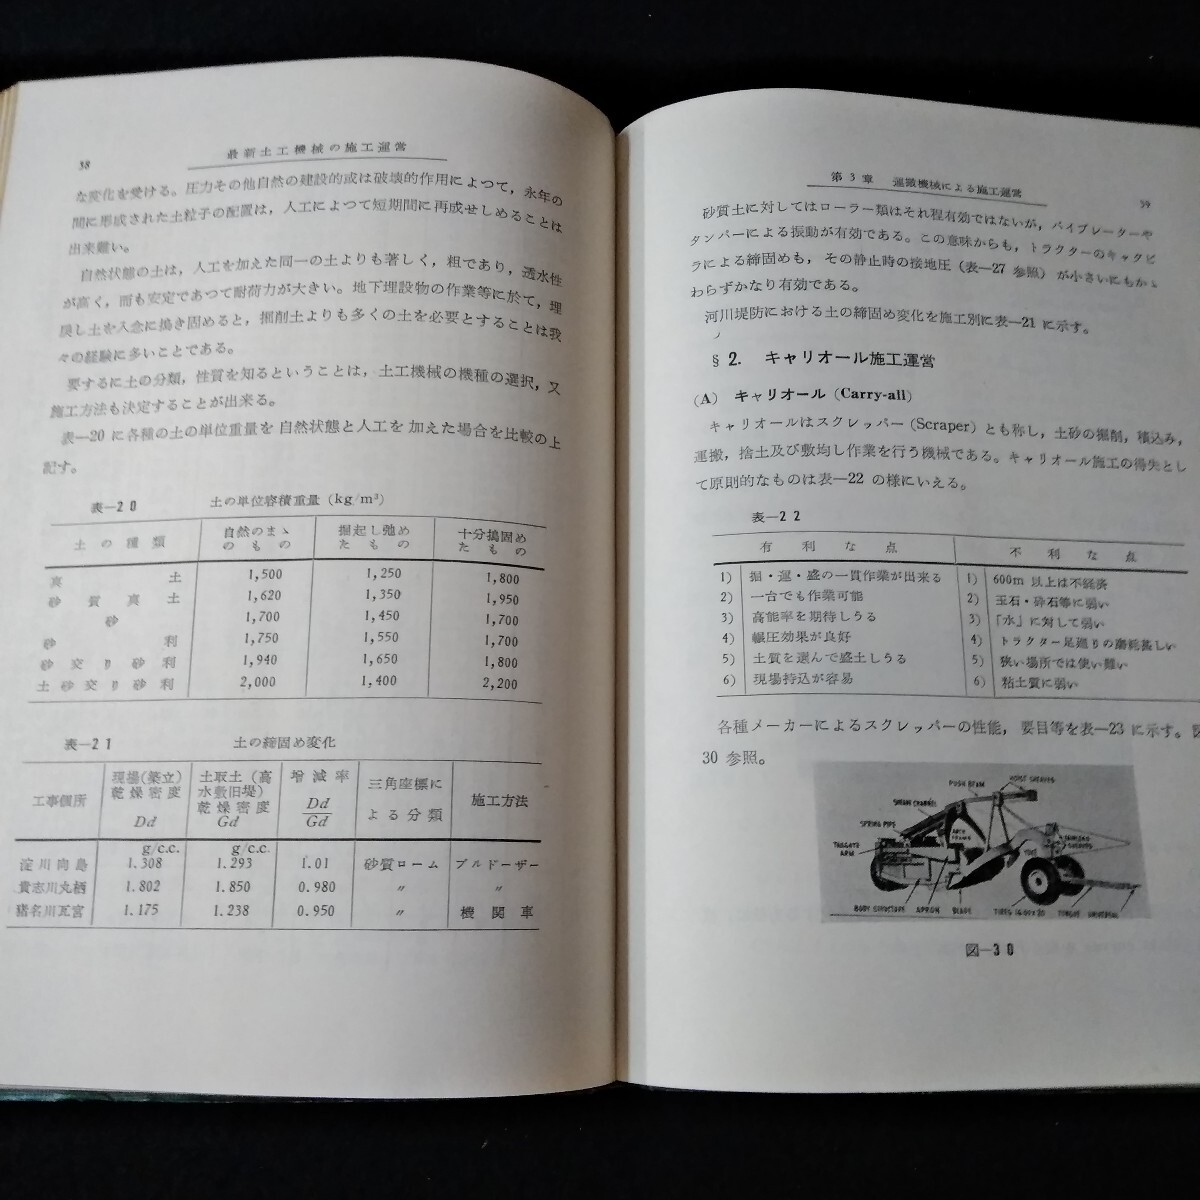 38
最新土工機械の施工運営
な変化を受ける。圧力その他自然の建設的或は破壊的作用によつて，永年の
間に形成された土粒子の配置は，人工によつて短期間に再成せしめることは
出来難い。
自然状態の土は，人工を加えた同一の土よりも著しく，粗であり，透水性
が高く，而も安定であつて耐荷力が大きい。地下埋設物の作業等に於て，埋
戻し土を入念に搗き固めると，掘削土よりも多くの土を必要とすることは我
々の経験に多いことである。
要するに土の分類，性質を知るということは，土工機械の機種の選択，又
施工方法も決定することが出来る。
表—20 に各種の土の単位重量を自然状態と人工を加えた場合を比較の上
記す。
表—20 土の単位容積重量 (kg/m³)
土の種類 自然のまゝのもの 掘起し弛めたもの 十分搗固めたもの
真土 1,500 1,250 1,800
砂質真土 1,620 1,350 1,950
砂 1,700 1,450 1,700
砂利 1,750 1,550 1,700
砂交り砂利 1,940 1,650 1,800
土砂交り砂利 2,000 1,400 2,200
表—21 土の締固め変化
工事個所 現場(築立)乾燥密度 Dd 土取土(高水敷旧堤)乾燥密度 Gd 増減率 Dd/Gd 三角座標による分類 施工方法
g/c.c. g/c.c.
淀川向島 1.308 1.293 1.01 砂質ローム ブルドーザー
貴志川丸栖 1.802 1.850 0.980 〃 〃
猪名川瓦宮 1.175 1.238 0.950 〃 機関車
第3章 運搬機械による施工運営
39
砂質土に対してはローラー類はそれ程有効ではないが，バイブレーターや
タンパーによる振動が有効である。この意味からも，トラクターのキャタピ
ラによる締固めも，その静止時の接地圧 (表—27 参照) が小さいにもかゝ
わらずかなり有効である。
河川堤防における土の締固め変化を施工別に表—21 に示す。
§2. キャリオール施工運営
(A) キャリオール (Carry-all)
キャリオールはスクレッパー (Scraper) とも称し，土砂の掘削，積込み，
運搬，捨土及び敷均し作業を行う機械である。キャリオール施工の得失とし
て原則的なものは表—22 の様にいえる。
表—22
有利な点 不利な点
1) 掘・運・盛の一貫作業が出来る 1) 600m 以上は不経済
2) 一台でも作業可能 2) 玉石・砕石等に弱い
3) 高能率を期待しうる 3) 「水」に対して弱い
4) 輾圧効果が良好 4) トラクター足廻りの磨耗甚しい
5) 土質を選んで盛土しうる 5) 狭い場所では使い難い
6) 現場持込が容易 6) 粘土質に弱い
各種メーカーによるスクレッパーの性能，要目等を表—23 に示す。図
30 参照。
PUSH BEAM
HOIST SHEAVES
SPRING PIPE
TAILGATE ARM
BODY STRUCTURE
APRON
BLADE
TIRES
TONGUE
図—30